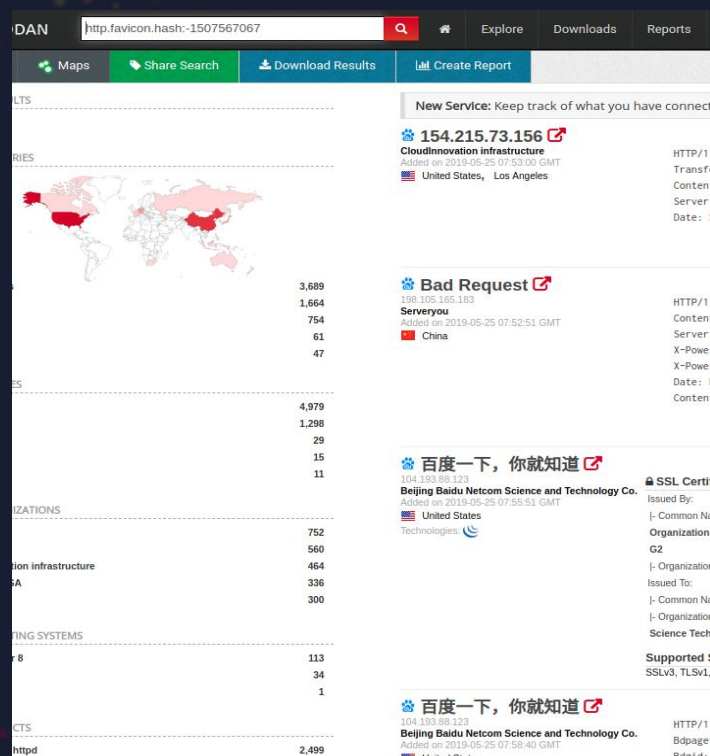 DAN
http.favicon.hash:-1507567067
Explore
Downloads
Reports
Maps
Share Search
Download Results
Create Report
LTS
RIES
s 3,689
1,664
754
61
47
ES
4,979
1,298
29
15
11
IZATIONS
752
560
tion infrastructure 464
SA 336
300
TING SYSTEMS
r 8 113
34
1
CTS
httpd 2,499
New Service: Keep track of what you have connect
154.215.73.156
CloudInnovation infrastructure
Added on 2019-05-25 07:53:00 GMT
United States, Los Angeles
HTTP/1
Transf
Conten
Server
Date:
Bad Request
198.105.165.183
Serveryou
Added on 2019-05-25 07:52:51 GMT
China
HTTP/1
Conten
Server
X-Powe
X-Powe
Date:
Conten
百度一下，你就知道
104.193.88.123
Beijing Baidu Netcom Science and Technology Co.
Added on 2019-05-25 07:55:51 GMT
United States
Technologies:
SSL Certi
Issued By:
|- Common Na
Organization
G2
|- Organization
Issued To:
|- Common Na
|- Organization
Science Tech
Supported S
SSLv3, TLSv1,
百度一下，你就知道
104.193.88.123
Beijing Baidu Netcom Science and Technology Co.
Added on 2019-05-25 07:58:40 GMT
United States
HTTP/1
Bdpage
Bdqid: